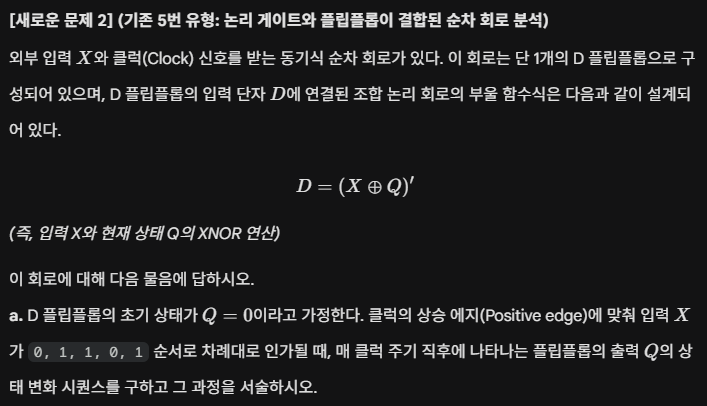 [새로운 문제 2] (기존 5번 유형: 논리 게이트와 플립플롭이 결합된 순차 회로 분석)
외부 입력 X와 클럭(Clock) 신호를 받는 동기식 순차 회로가 있다. 이 회로는 단 1개의 D 플립플롭으로 구
성되어 있으며, D 플립플롭의 입력 단자 D에 연결된 조합 논리 회로의 부울 함수식은 다음과 같이 설계되
어 있다.
D = (X ⊕ Q)′
(즉, 입력 X와 현재 상태 Q의 XNOR 연산)
이 회로에 대해 다음 물음에 답하시오.
a. D 플립플롭의 초기 상태가 Q = 0이라고 가정한다. 클럭의 상승 에지(Positive edge)에 맞춰 입력 X
가 0, 1, 1, 0, 1 순서로 차례대로 인가될 때, 매 클럭 주기 직후에 나타나는 플립플롭의 출력 Q의 상
태 변화 시퀀스를 구하고 그 과정을 서술하시오.